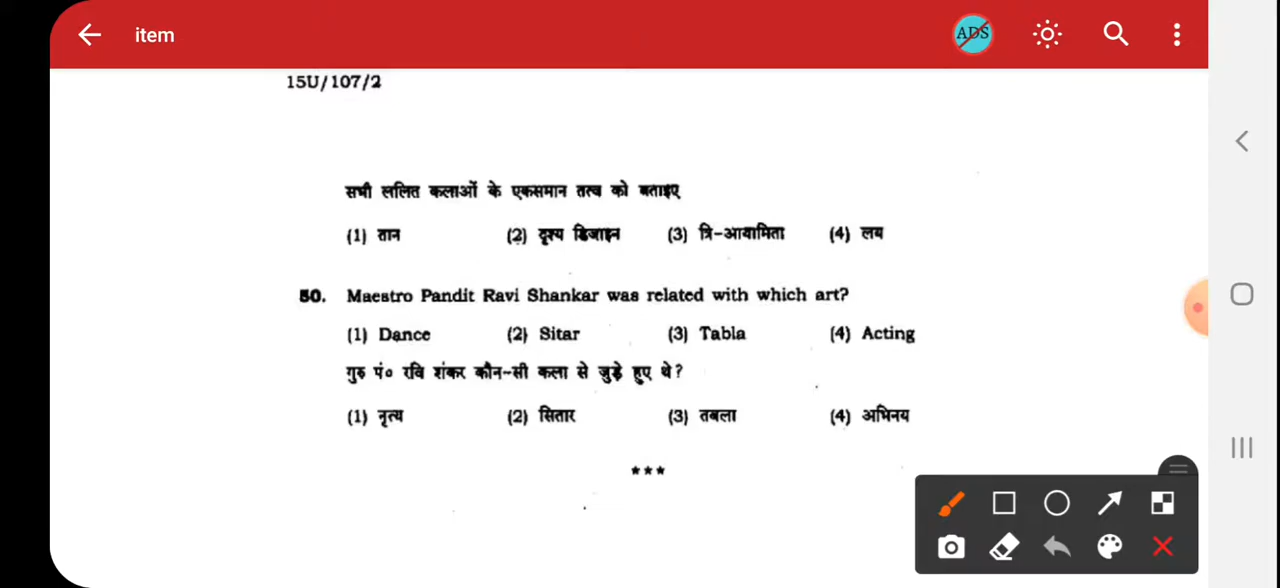 item
ADS
15U/107/2
सभी ललित कलाओं के एकसमान तत्व को बताइए
(1) तान (2) दृश्य डिजाइन (3) त्रि-आयामिता (4) लय
50. Maestro Pandit Ravi Shankar was related with which art?
(1) Dance (2) Sitar (3) Tabla (4) Acting
गुरु पं० रवि शंकर कौन-सी कला से जुड़े हुए थे?
(1) नृत्य (2) सितार (3) तबला (4) अभिनय
***